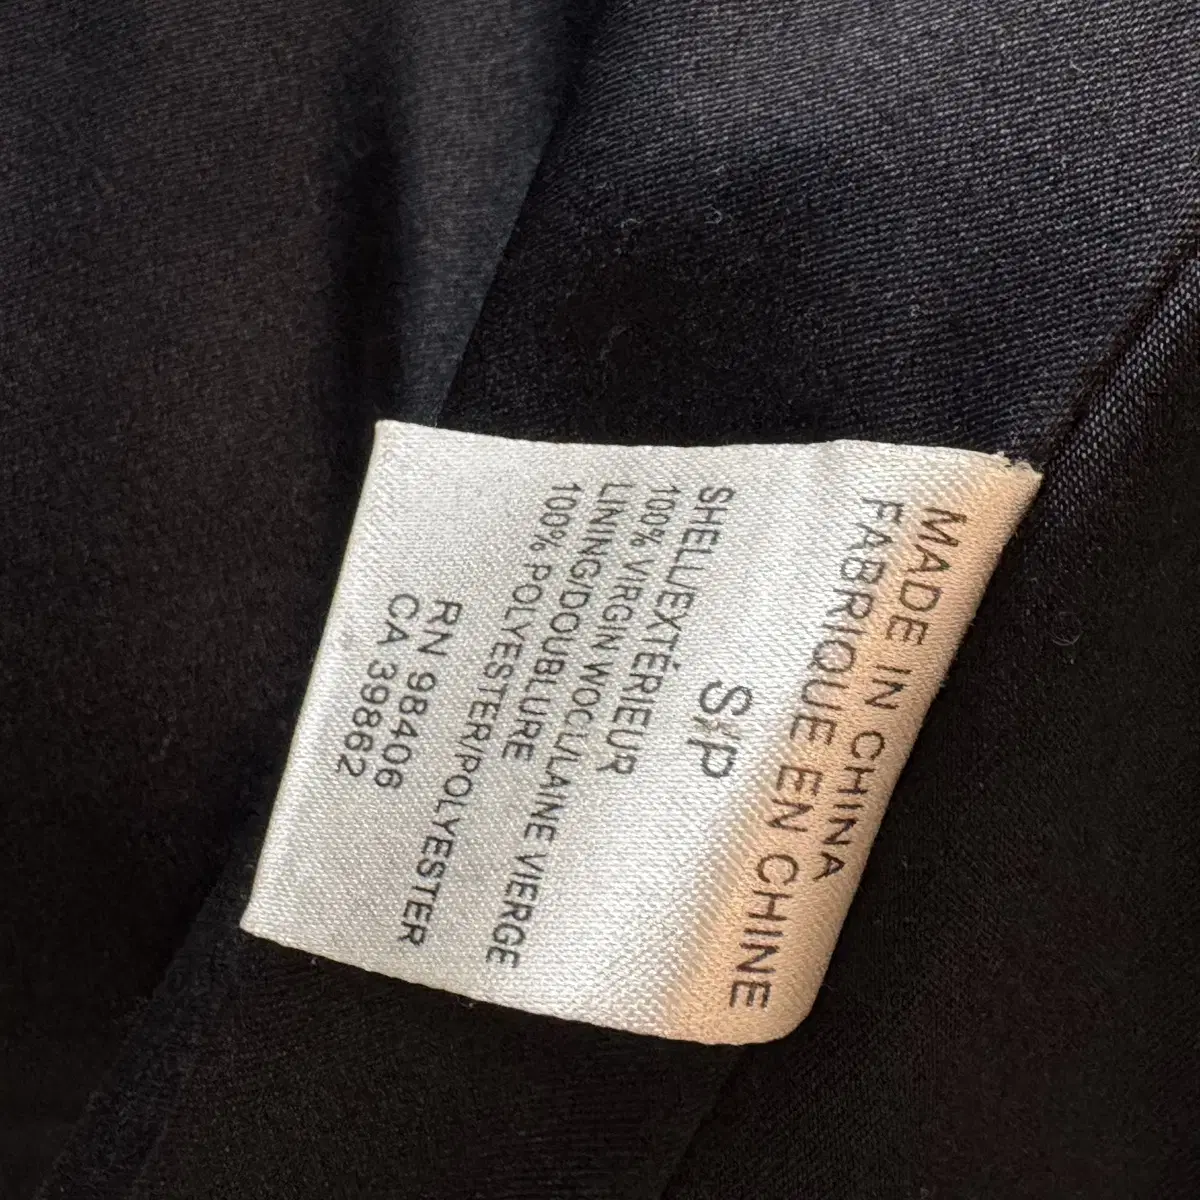 MADE IN CHINA
FABRIQUE EN CHINE
S/P
SHELL/EXTÉRIEUR
100% VIRGIN WOCL/LAINE VIERGE
LINING/DOUBLURE
100% POLYESTER/POLYESTER
RN 98406
CA 39862